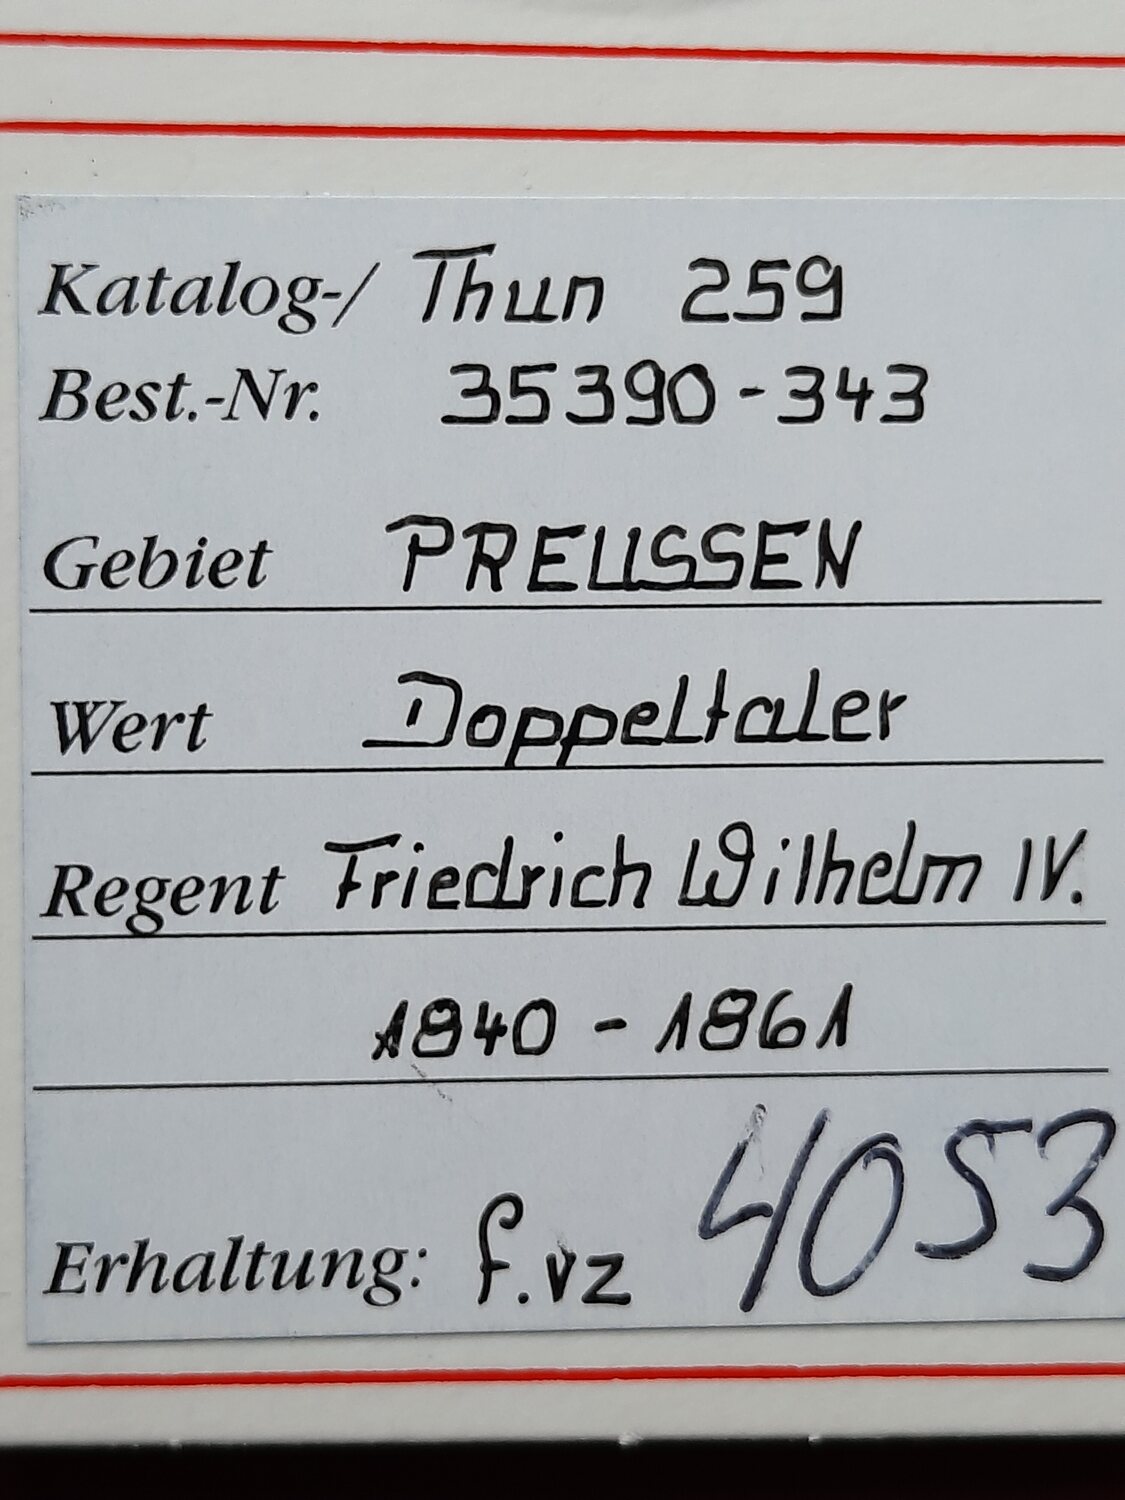 Katalog-/ Thun 259
Best.-Nr. 35390-343
Gebiet PREUSSEN
Wert Doppeltaler
Regent Friedrich Wilhelm IV.
1840 - 1861
4053
Erhaltung: f.vz